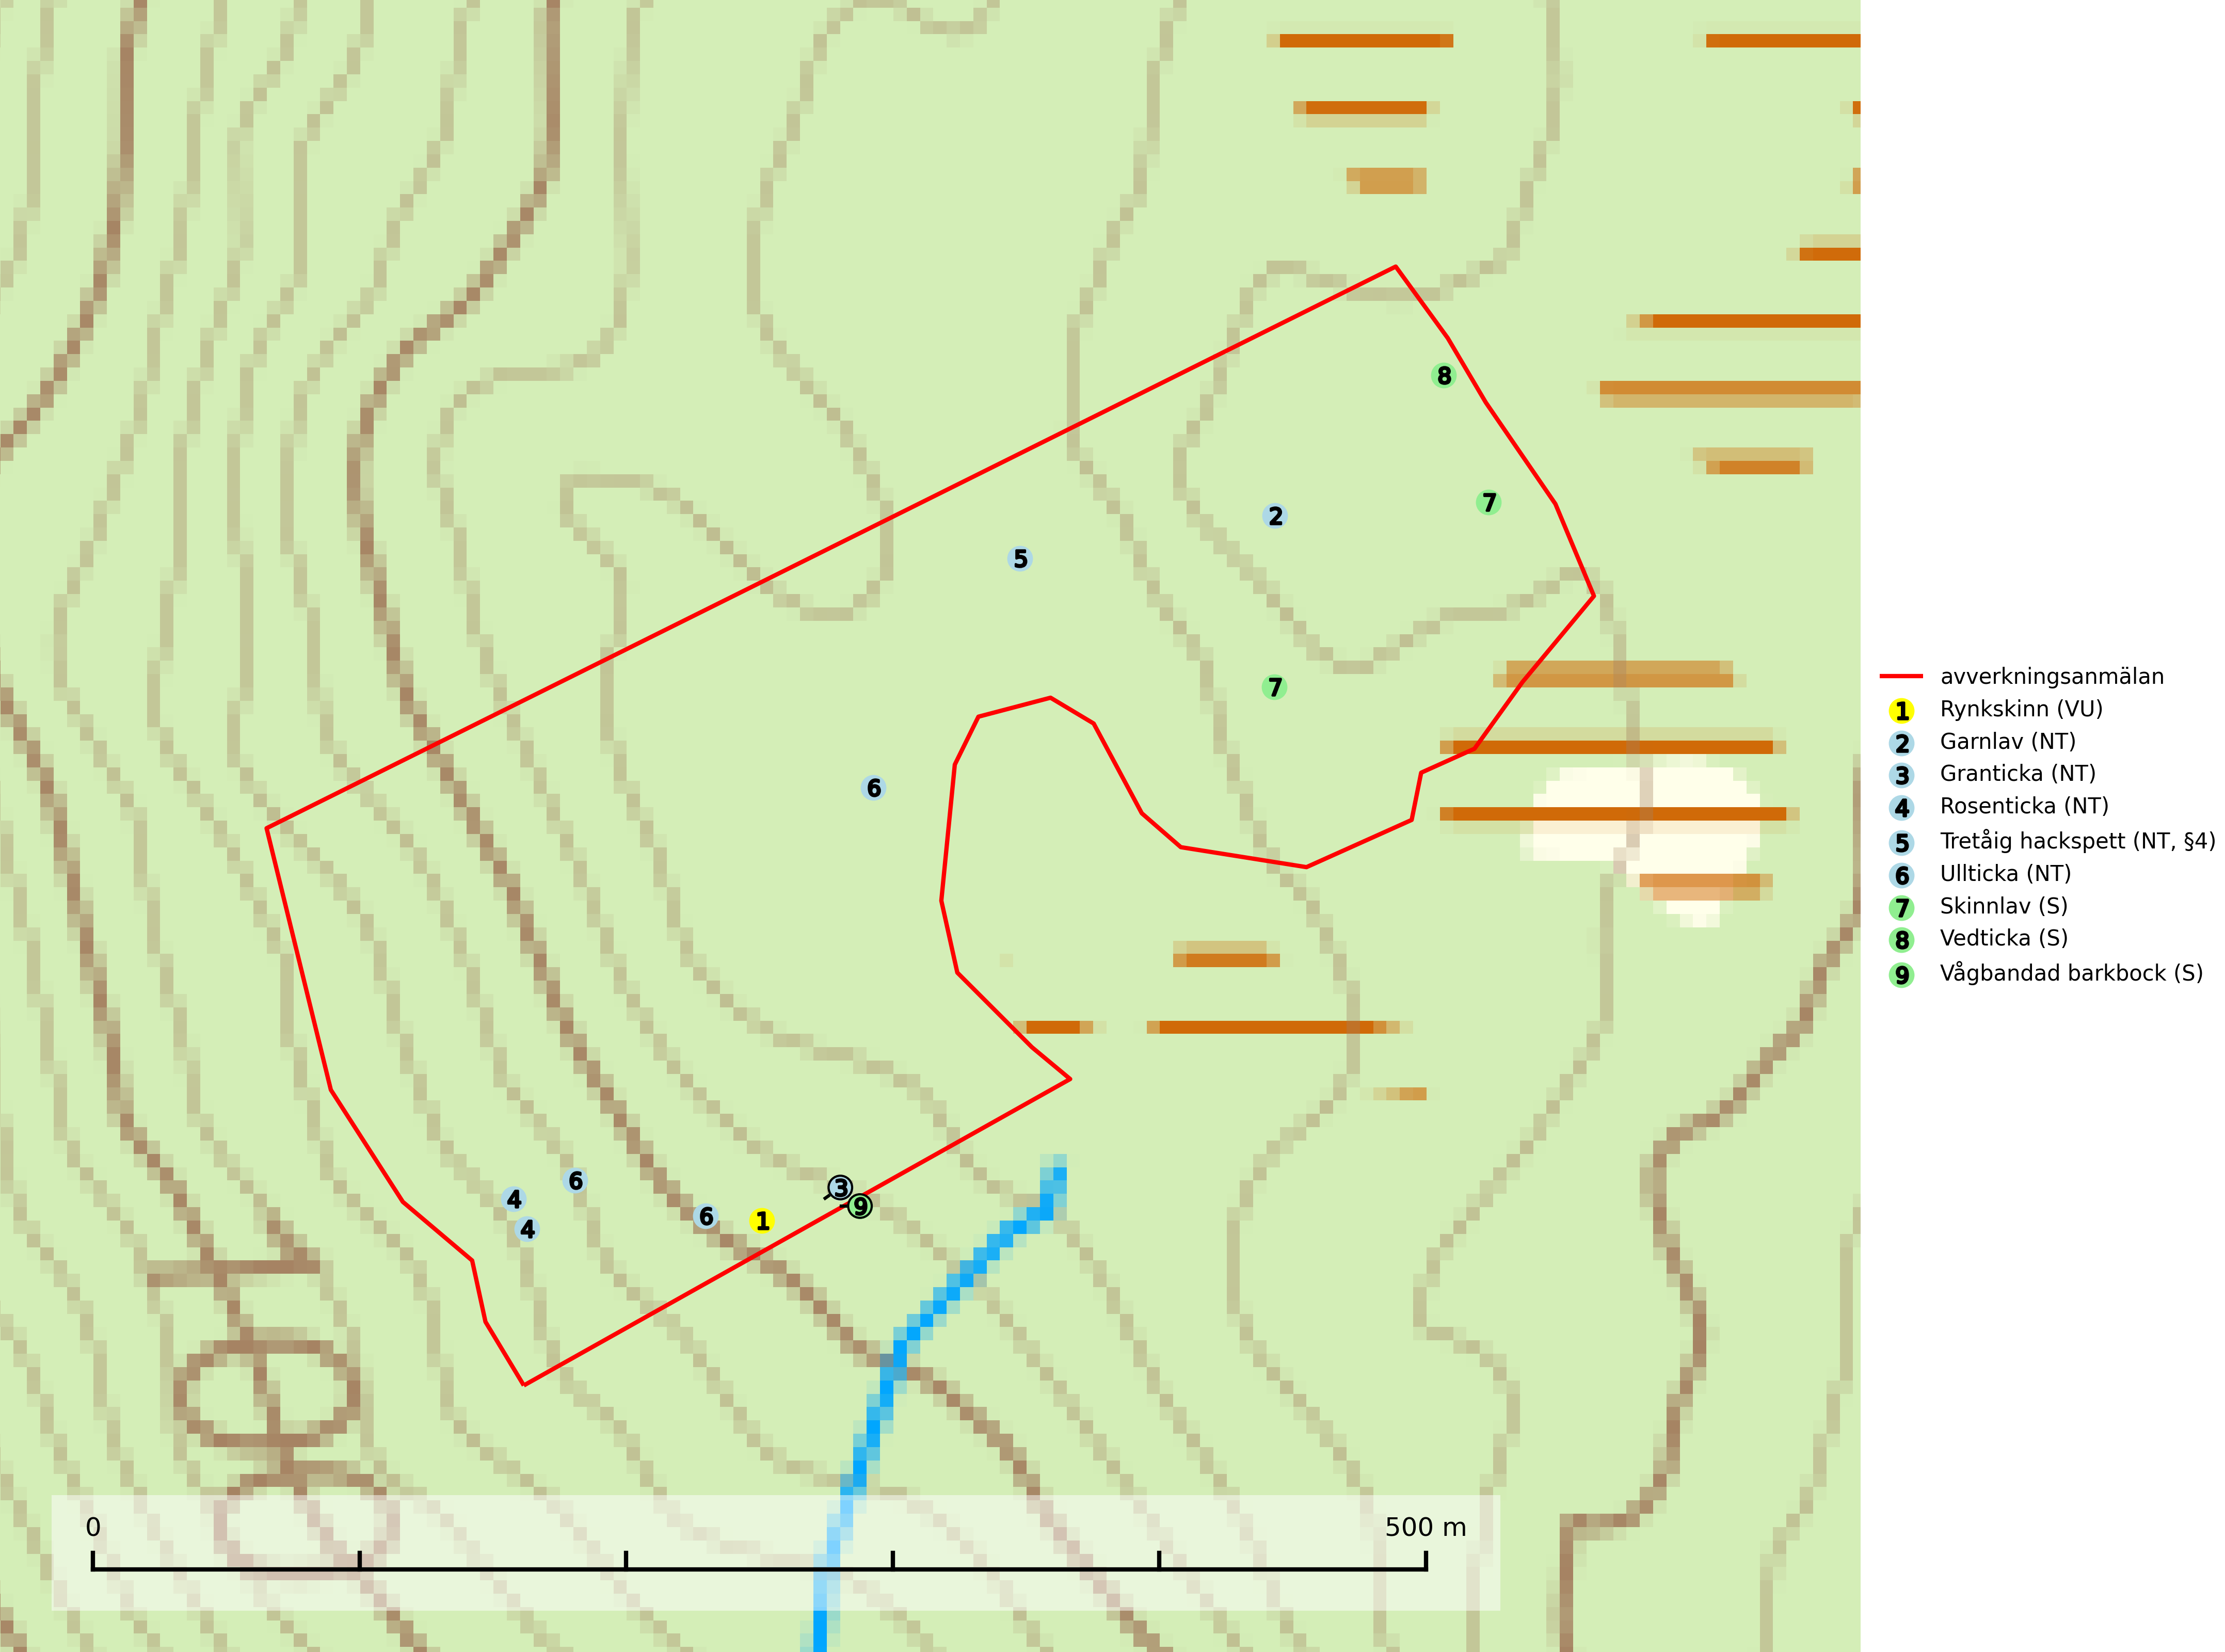 8
7
2
5
7
6
3
9
6
4
6
1
4
0 500 m
avverkningsanmälan
1 Rynkskinn (VU)
2 Garnlav (NT)
3 Granticka (NT)
4 Rosenticka (NT)
5 Tretåig hackspett (NT, §4)
6 Ullticka (NT)
7 Skinnlav (S)
8 Vedticka (S)
9 Vågbandad barkbock (S)